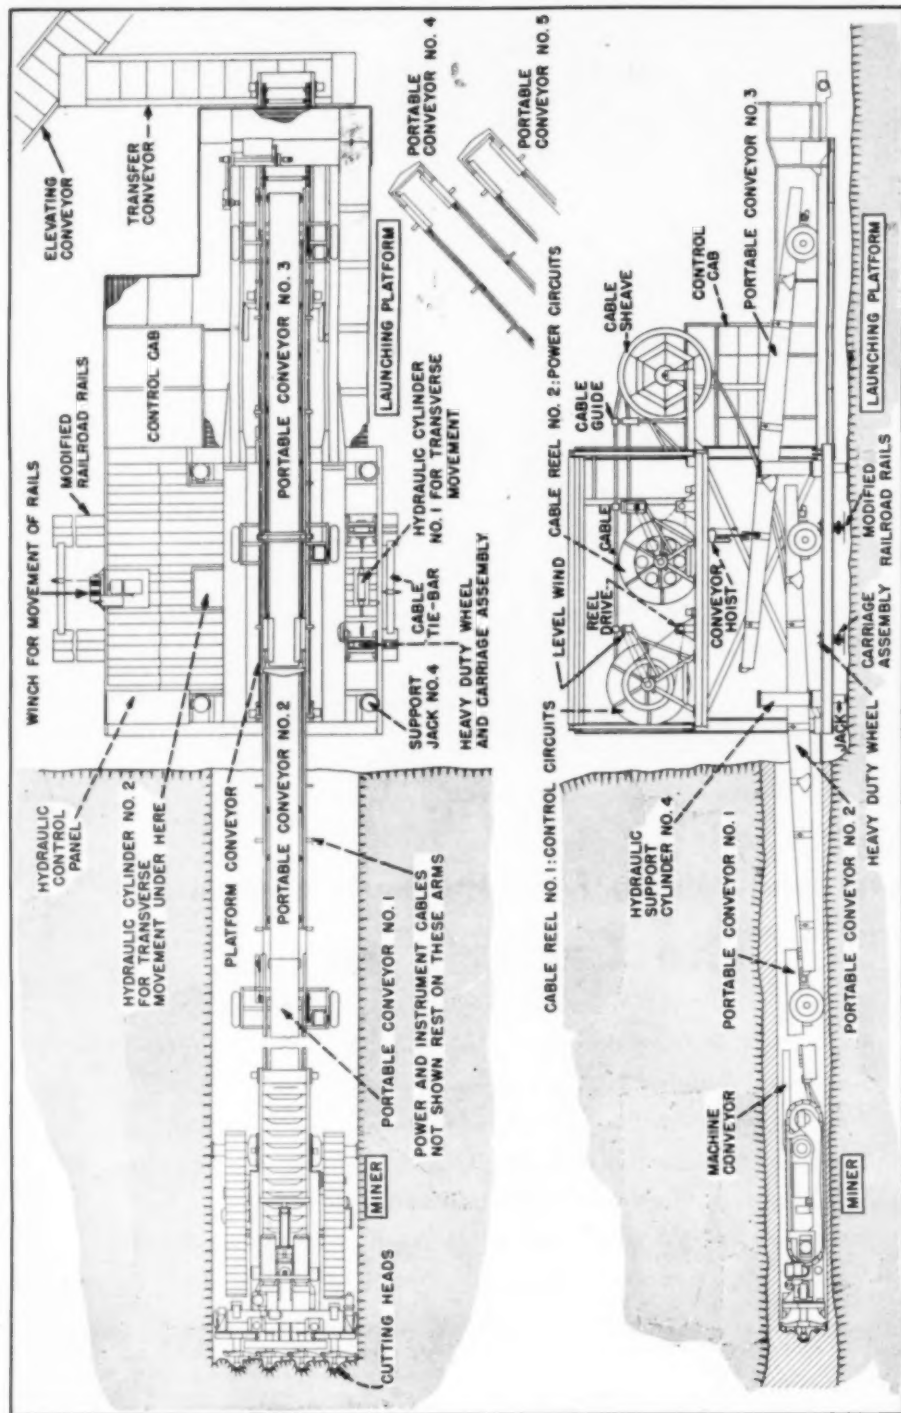 WINCH FOR MOVEMENT OF RAILS
MODIFIED
RAILROAD RAILS
ELEVATING
CONVEYOR
TRANSFER
CONVEYOR
HYDRAULIC
CONTROL
PANEL
CONTROL CAB
HYDRAULIC CYLINDER NO. 2
FOR TRANSVERSE
MOVEMENT UNDER HERE
PLATFORM CONVEYOR
PORTABLE CONVEYOR NO.2
PORTABLE CONVEYOR NO. 3
PORTABLE CONVEYOR NO. 1
POWER AND INSTRUMENT CABLES
NOT SHOWN REST ON THESE ARMS
MINER
CUTTING HEADS
SUPPORT
JACK NO.4
HEAVY DUTY WHEEL
AND CARRIAGE ASSEMBLY
CABLE
TIE-BAR
HYDRAULIC CYLINDER
NO. 1 FOR TRANSVERSE
MOVEMENT
LAUNCHING PLATFORM
PORTABLE
CONVEYOR NO. 4
PORTABLE
CONVEYOR NO. 5
CABLE REEL NO. 1: CONTROL CIRCUITS
LEVEL WIND
REEL
DRIVE
CABLE
CABLE REEL NO. 2: POWER CIRCUITS
CABLE
GUIDE
CABLE
SHEAVE
CONTROL
CAB
PORTABLE CONVEYOR NO. 3
MACHINE
CONVEYOR
PORTABLE CONVEYOR NO. 1
HYDRAULIC
SUPPORT
CYLINDER NO. 4
CONVEYOR
HOIST
MINER
PORTABLE CONVEYOR NO. 2
JACK
HEAVY DUTY WHEEL CARRIAGE
ASSEMBLY
MODIFIED
RAILROAD RAILS
LAUNCHING PLATFORM